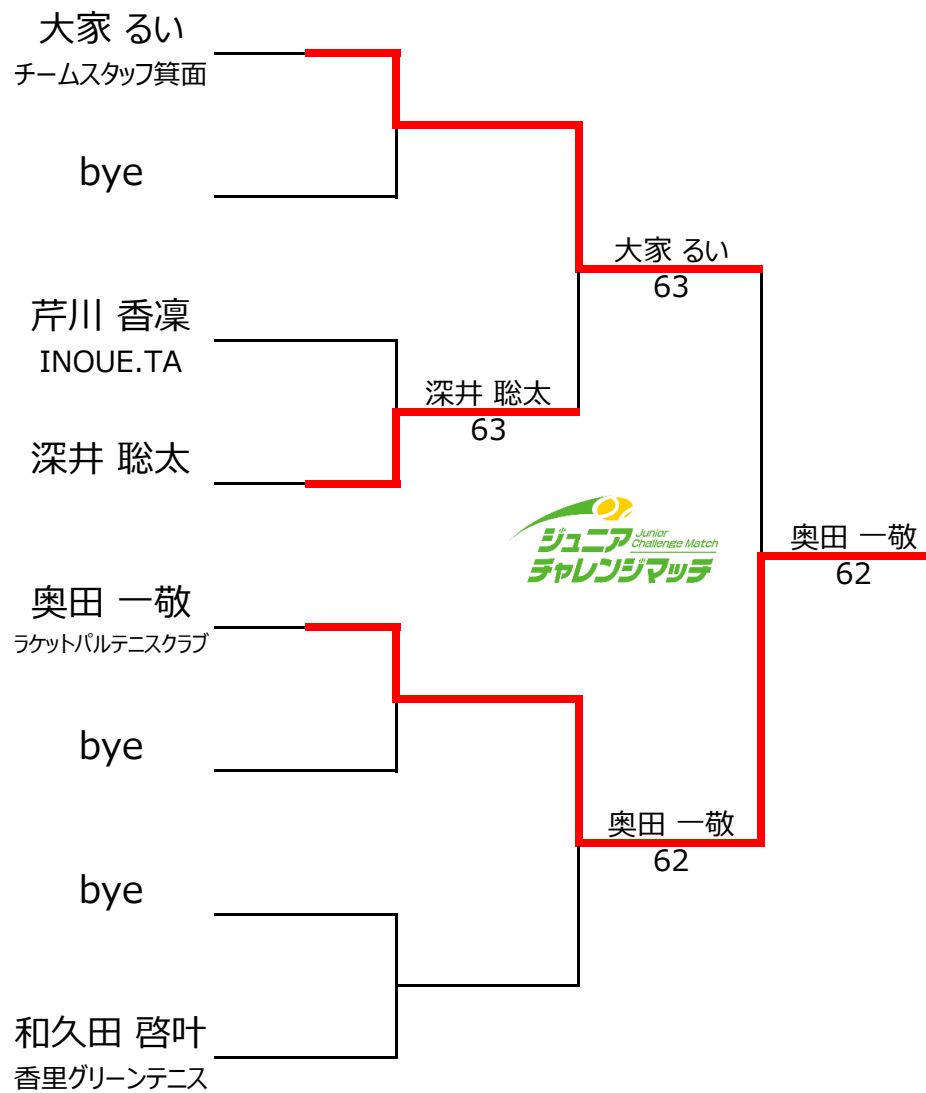 大家 るい
チームスタッフ箕面
bye
大家 るい
63
芹川 香凜
INOUE.TA
深井 聡太
63
深井 聡太
ジュニア
Junior
Challenge Match
チャレンジマッチ
奥田 一敬
62
奥田 一敬
ラケットパルテニスクラブ
bye
奥田 一敬
62
bye
和久田 啓叶
香里グリーンテニス